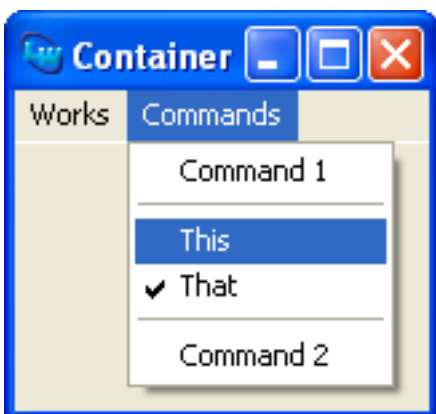 Container
Works Commands
Command 1
This
That
Command 2